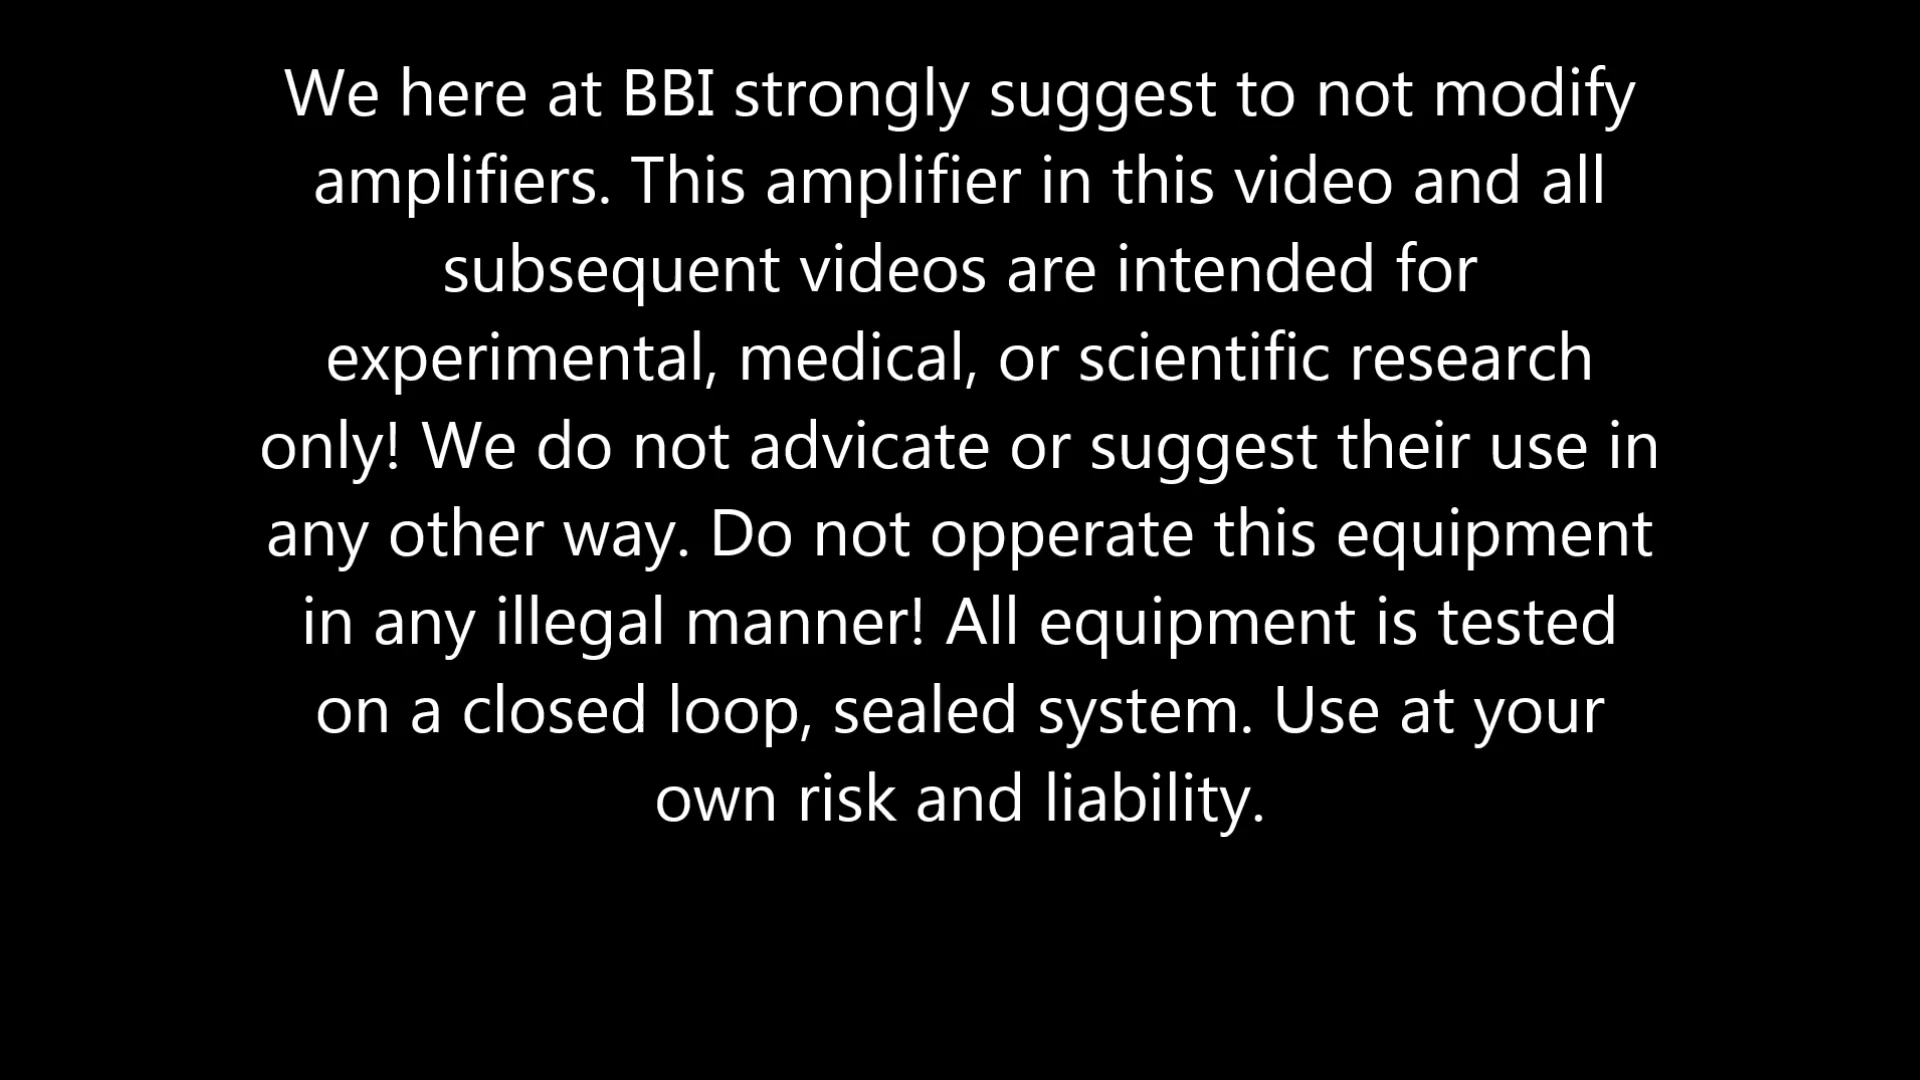 We here at BBI strongly suggest to not modify
amplifiers. This amplifier in this video and all
subsequent videos are intended for
experimental, medical, or scientific research
only! We do not advicate or suggest their use in
any other way. Do not opperate this equipment
in any illegal manner! All equipment is tested
on a closed loop, sealed system. Use at your
own risk and liability.